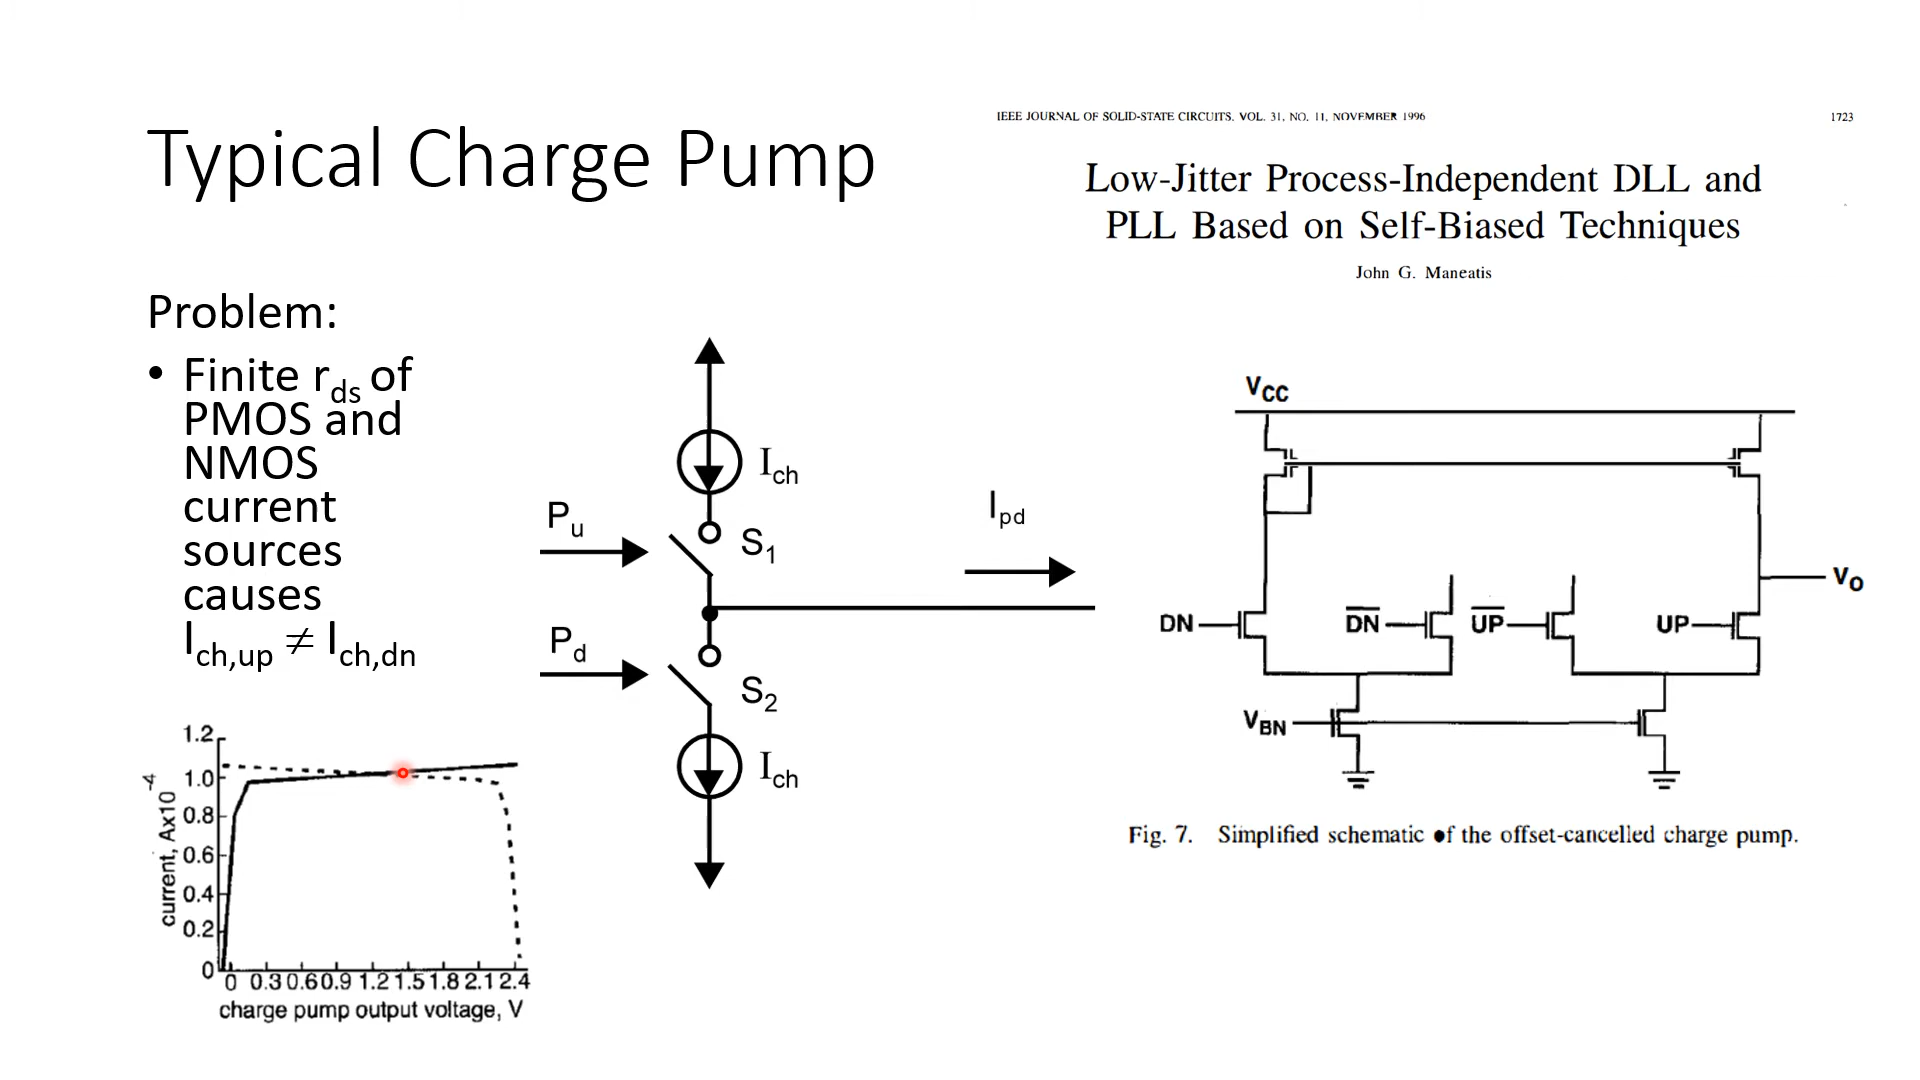 Typical Charge Pump
Problem:
• Finite rds of
PMOS and
NMOS
current
sources
causes
Ich,up ≠ Ich,dn
1.2
1.0
0.8
0.6
0.4
0.2
0
current, Ax10 -4
0 0.3 0.6 0.9 1.2 1.5 1.8 2.1 2.4
charge pump output voltage, V
Ich
Pu
S1
Ipd
Pd
S2
Ich
IEEE JOURNAL OF SOLID-STATE CIRCUITS. VOL. 31, NO. 11, NOVEMBER 1996
1723
Low-Jitter Process-Independent DLL and
PLL Based on Self-Biased Techniques
John G. Maneatis
VCC
VO
DN
D̅N̅
U̅P̅
UP
VBN
Fig. 7. Simplified schematic of the offset-cancelled charge pump.